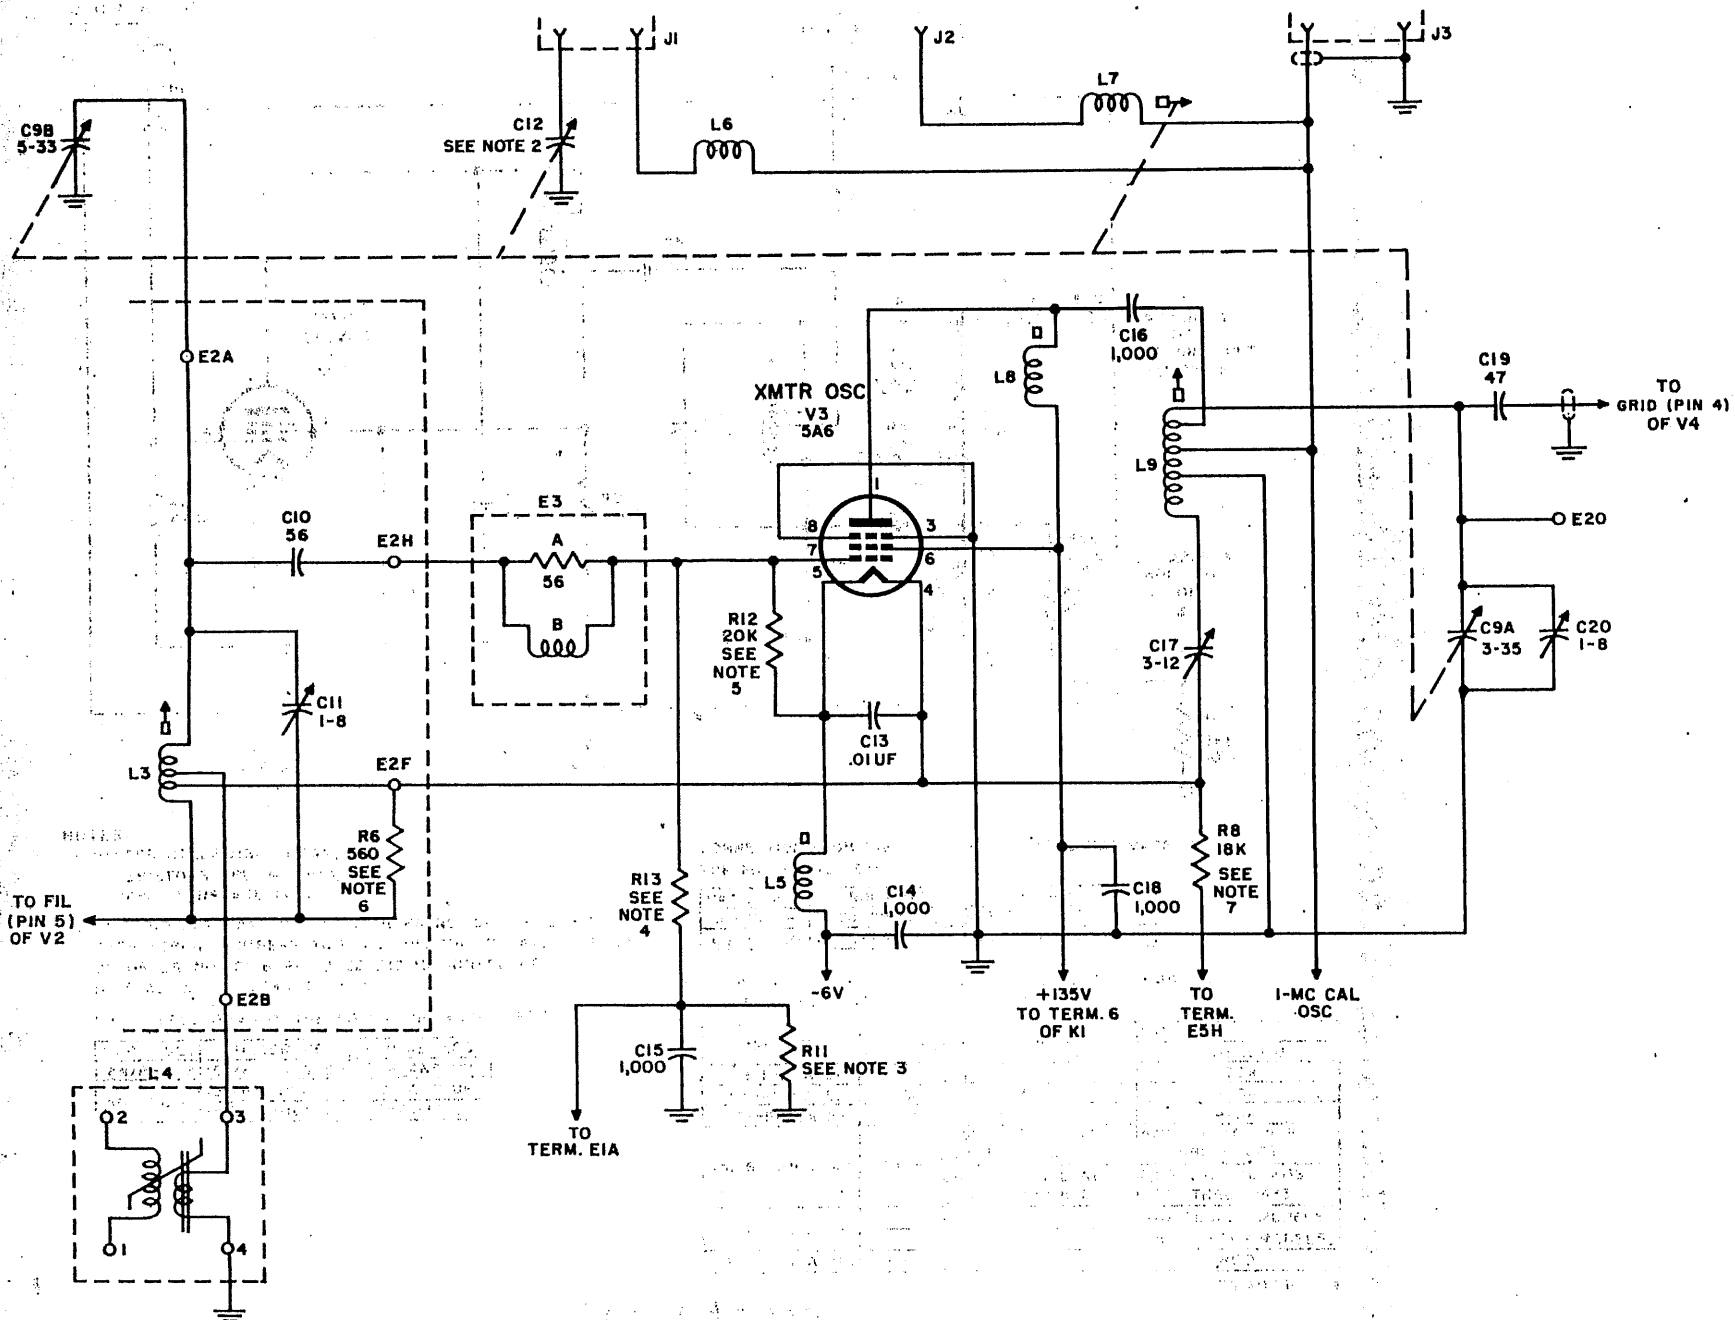 J1
J2
J3
L7
C9B
5-33
C12
SEE NOTE 2
L6
E2A
C16
1,000
L8
XMTR OSC
V3
5A6
C19
47
TO
GRID (PIN 4)
OF V4
L9
1
E3
C10
56
E2H
A
56
B
8
7
5
3
6
4
E20
R12
20K
SEE
NOTE
5
C17
3-12
C9A
3-35
C20
1-8
C11
1-8
C13
.01UF
L3
E2F
R6
560
SEE
NOTE
6
R8
18K
SEE
NOTE
7
L5
R13
SEE
NOTE
4
C14
1,000
C18
1,000
TO FIL
(PIN 5)
OF V2
E2B
-6V
+135V
TO TERM. 6
OF K1
TO
TERM.
E5H
1-MC CAL
OSC
C15
1,000
R11
SEE NOTE 3
L4
2
3
TO
TERM. E1A
1
4